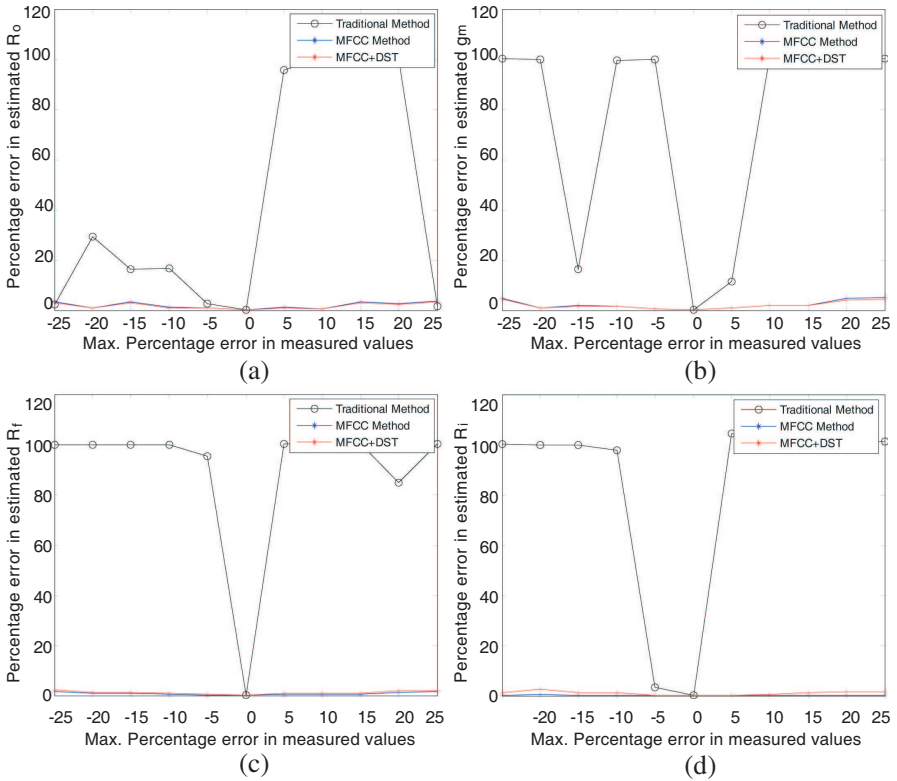 120
100
80
60
40
20
0
Percentage error in estimated Ro
Traditional Method
MFCC Method
MFCC+DST
-25 -20 -15 -10 -5 0 5 10 15 20 25
Max. Percentage error in measured values
(a)
120
100
80
60
40
20
0
Percentage error in estimated gm
Traditional Method
MFCC Method
MFCC+DST
-25 -20 -15 -10 -5 0 5 10 15 20 25
Max. Percentage error in measured values
(b)
120
100
80
60
40
20
0
Percentage error in estimated Rf
Traditional Method
MFCC Method
MFCC+DST
-25 -20 -15 -10 -5 0 5 10 15 20 25
Max. Percentage error in measured values
(c)
120
100
80
60
40
20
0
Percentage error in estimated Ri
Traditional Method
MFCC Method
MFCC+DST
-25 -20 -15 -10 -5 0 5 10 15 20 25
Max. Percentage error in measured values
(d)